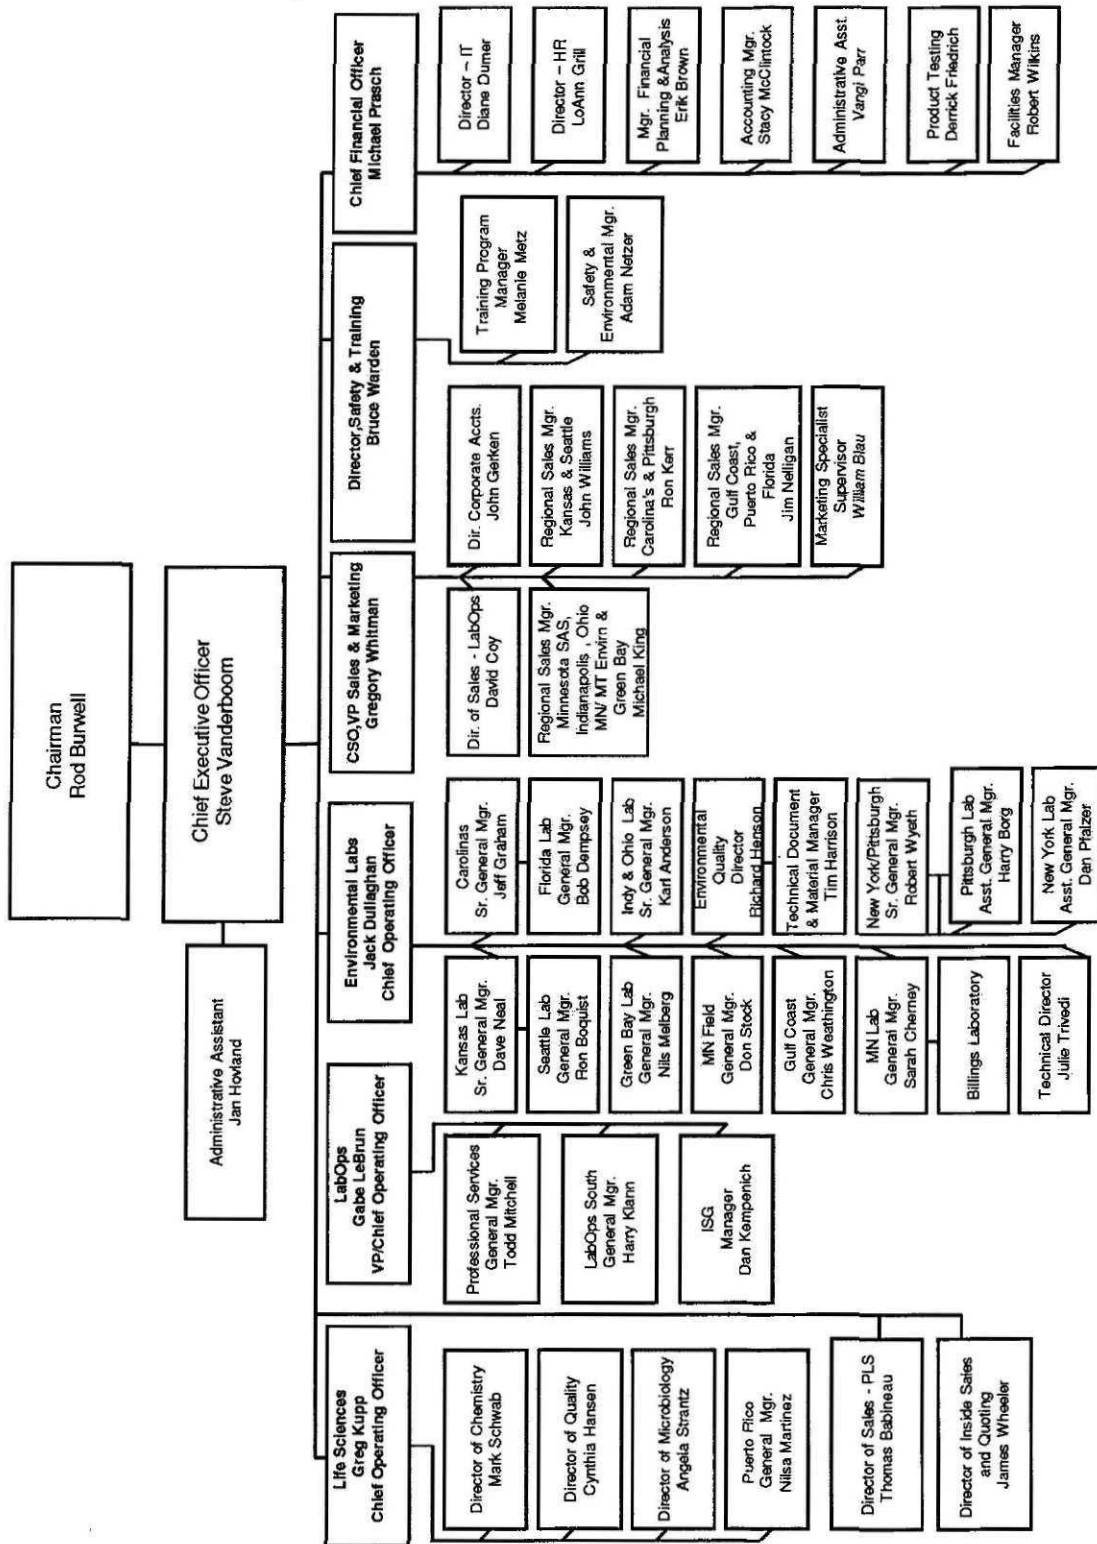 Chairman
Rod Burwell
Chief Executive Officer
Steve Vanderboom
Administrative Assistant
Jan Hovland
Life Sciences
Greg Kupp
Chief Operating Officer
Director of Chemistry
Mark Schwab
Director of Quality
Cynthia Hansen
Director of Microbiology
Angela Strantz
Puerto Rico
General Mgr.
Nilsa Martinez
Director of Sales - PLS
Thomas Babineau
Director of Inside Sales
and Quoting
James Wheeler
LabOps
Gabe LeBrun
VP/Chief Operating Officer
Professional Services
General Mgr.
Todd Mitchell
LabOps South
General Mgr.
Harry Klann
ISG
Manager
Dan Kempenich
Environmental Labs
Jack Dullaghan
Chief Operating Officer
Kansas Lab
Sr. General Mgr.
Dave Neal
Seattle Lab
General Mgr.
Ron Boquist
Green Bay Lab
General Mgr.
Nils Melberg
MN Field
General Mgr.
Don Stock
Gulf Coast
General Mgr.
Chris Weathington
MN Lab
General Mgr.
Sarah Cherney
Billings Laboratory
Technical Director
Julie Trivedi
Carolinas
Sr. General Mgr.
Jeff Graham
Florida Lab
General Mgr.
Bob Dempsey
Indy & Ohio Lab
Sr. General Mgr.
Karl Anderson
Environmental
Quality
Director
Richard Henson
Technical Document
& Material Manager
Tim Harrison
New York/Pittsburgh
Sr. General Mgr.
Robert Wyeth
Pittsburgh Lab
Asst. General Mgr.
Harry Borg
New York Lab
Asst. General Mgr.
Dan Pfalzer
CSO,VP Sales & Marketing
Gregory Whitman
Dir. of Sales - LabOps
David Coy
Regional Sales Mgr.
Minnesota SAS,
Indianapolis , Ohio
MN/ MT Envirn &
Green Bay
Michael King
Dir. Corporate Accts.
John Gerken
Regional Sales Mgr.
Kansas & Seattle
John Williams
Regional Sales Mgr.
Carolina's & Pittsburgh
Ron Kerr
Regional Sales Mgr.
Gulf Coast,
Puerto Rico &
Florida
Jim Nelligan
Marketing Specialist
Supervisor
William Blau
Director,Safety & Training
Bruce Warden
Training Program
Manager
Melanie Metz
Safety &
Environmental Mgr.
Adam Netzer
Chief Financial Officer
Michael Prasch
Director – IT
Diane Dumer
Director – HR
LoAnn Grill
Mgr. Financial
Planning &Analysis
Erik Brown
Accounting Mgr.
Stacy McClintock
Administrative Asst.
Vangi Parr
Product Testing
Derrick Friedrich
Facilities Manager
Robert Wilkins